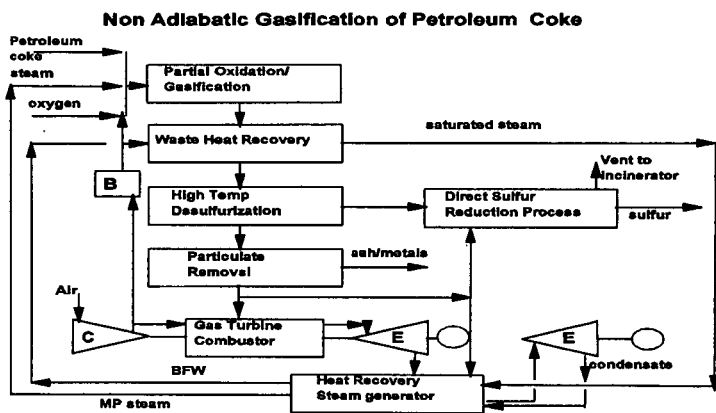 Non Adiabatic Gasification of Petroleum Coke
Petroleum
coke
steam
Partial Oxidation/
Gasification
oxygen
Waste Heat Recovery
saturated steam
B
Vent to
incinerator
High Temp
Desulfurization
Direct Sulfur
Reduction Process
sulfur
Particulate
Removal
ash/metals
Air
C
Gas Turbine
Combustor
E
E
condensate
BFW
Heat Recovery
Steam generator
MP steam